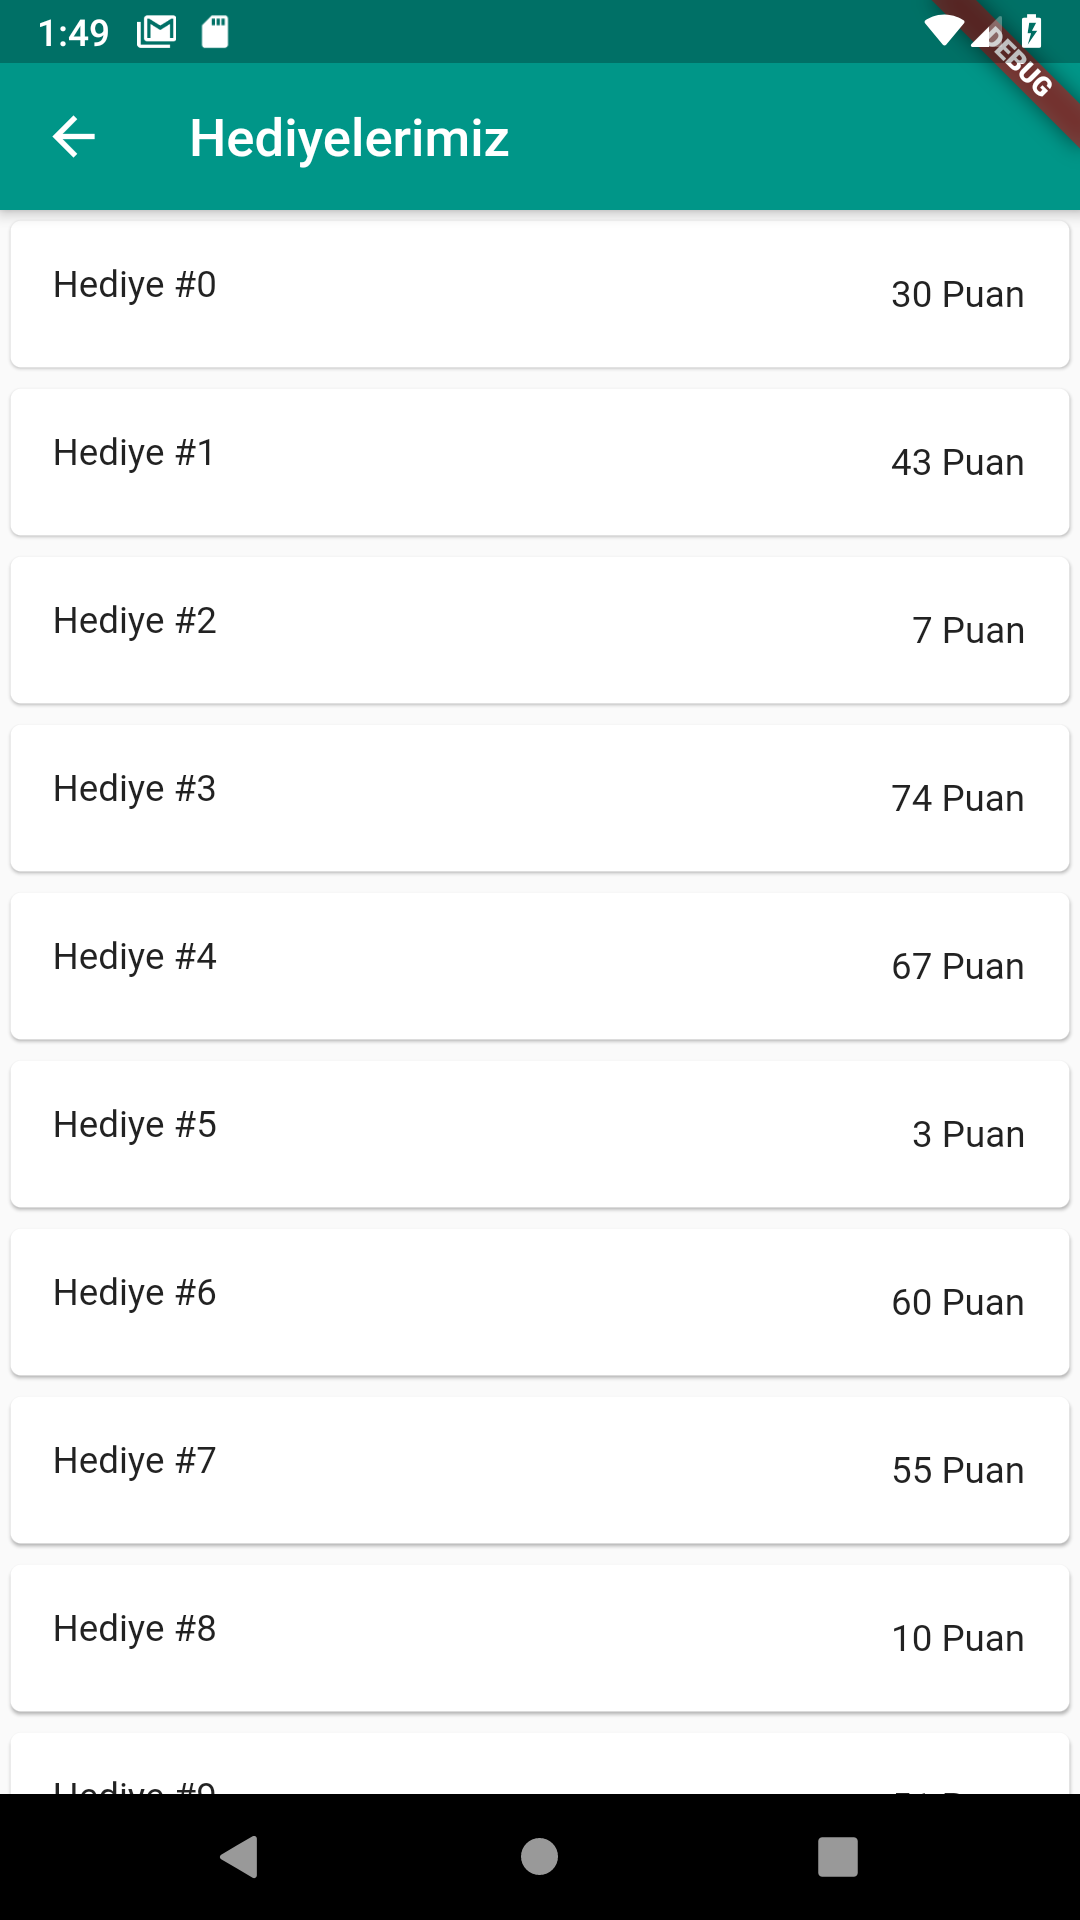 1:49
DEBUG
Hediyelerimiz
Hediye #0
30 Puan
Hediye #1
43 Puan
Hediye #2
7 Puan
Hediye #3
74 Puan
Hediye #4
67 Puan
Hediye #5
3 Puan
Hediye #6
60 Puan
Hediye #7
55 Puan
Hediye #8
10 Puan
Hediye #9